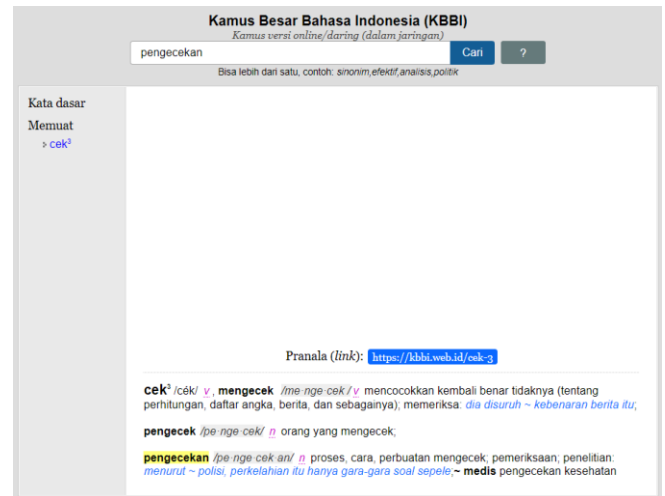 Kamus Besar Bahasa Indonesia (KBBI)
Kamus versi online/daring (dalam jaringan)
pengecekan Cari ?
Bisa lebih dari satu, contoh: sinonim,efektif,analisis,politik
Kata dasar
Memuat
› cek³
Pranala (link): https://kbbi.web.id/cek-3
cek³ /cék/ v, mengecek /me·nge·cek/ v mencocokkan kembali benar tidaknya (tentang
perhitungan, daftar angka, berita, dan sebagainya); memeriksa: dia disuruh ~ kebenaran berita itu;
pengecek /pe·nge·cek/ n orang yang mengecek;
pengecekan /pe·nge·cek·an/ n proses, cara, perbuatan mengecek; pemeriksaan; penelitian:
menurut ~ polisi, perkelahian itu hanya gara-gara soal sepele;~ medis pengecekan kesehatan